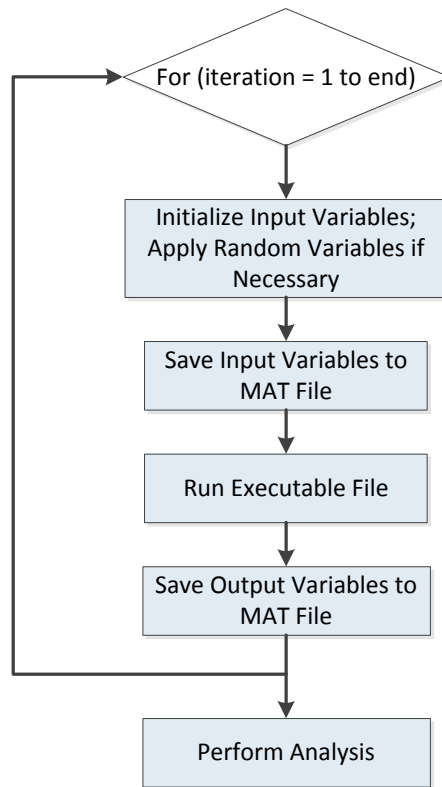 For (iteration = 1 to end)
Initialize Input Variables;
Apply Random Variables if
Necessary
Save Input Variables to
MAT File
Run Executable File
Save Output Variables to
MAT File
Perform Analysis